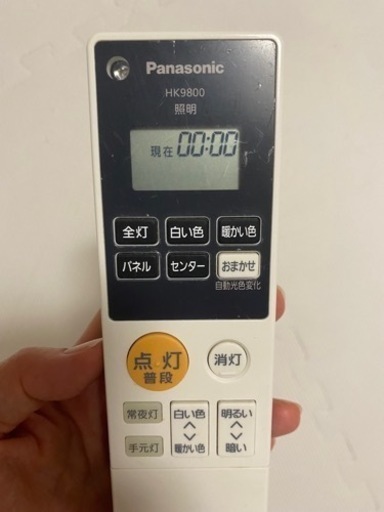 Panasonic
HK9800
照明
現在 00:00
全灯 白い色 暖かい色
パネル センター おまかせ
自動光色変化
点灯 消灯
普段
常夜灯 白い色 明るい
手元灯 暖かい色 暗い